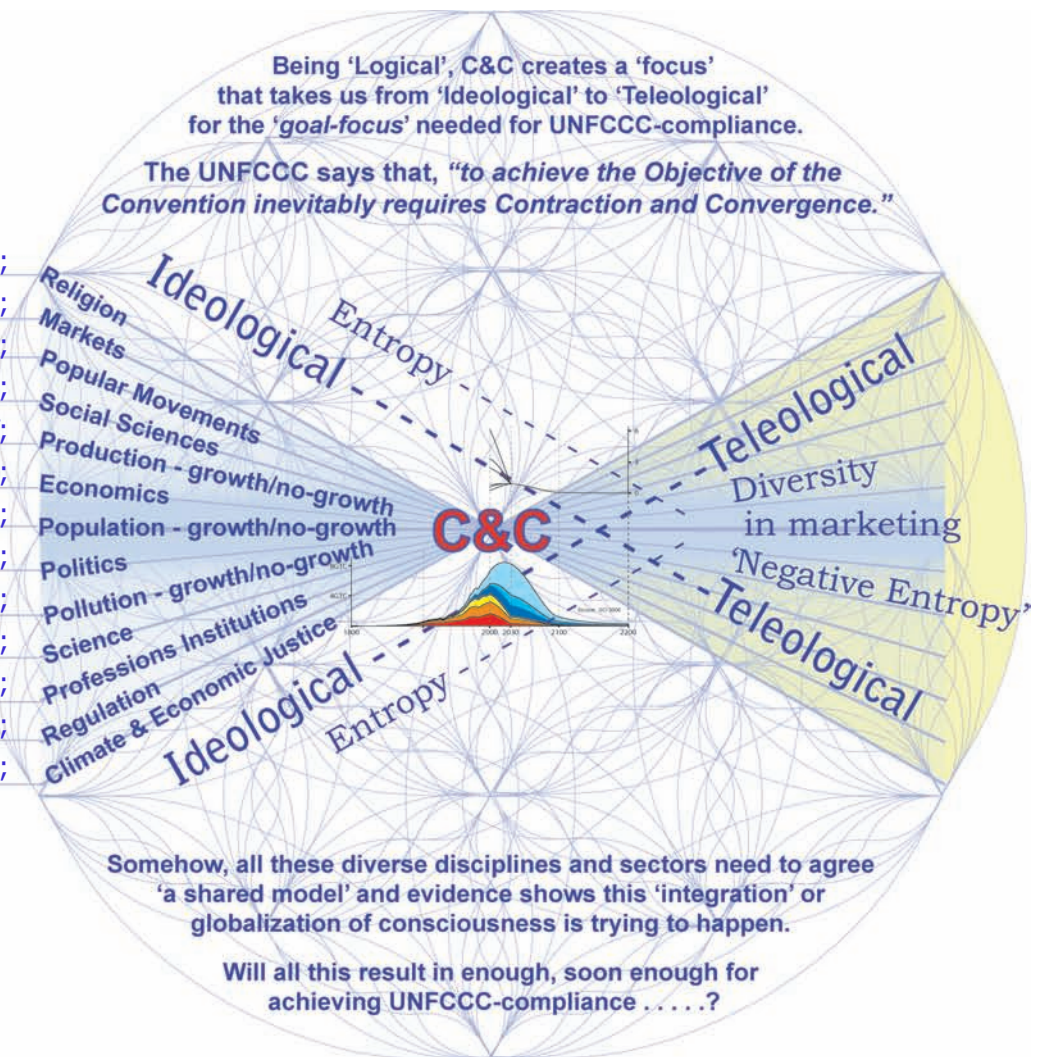 Being ‘Logical’, C&C creates a ‘focus’
that takes us from ‘Ideological’ to ‘Teleological’
for the ‘goal-focus’ needed for UNFCCC-compliance.
The UNFCCC says that, “to achieve the Objective of the
Convention inevitably requires Contraction and Convergence.”
;
;
;
;
;
;
;
;
;
;
;
;
;
Religion
Markets
Popular Movements
Social Sciences
Production - growth/no-growth
Economics
Population - growth/no-growth
Politics
Pollution - growth/no-growth
Science
Professions Institutions
Regulation
Climate & Economic Justice
Ideological
Entropy
C&C
1800 2000 2030 2100 2200
Ideological
Entropy
Teleological
Diversity
in marketing
‘Negative Entropy’
Teleological
Somehow, all these diverse disciplines and sectors need to agree
‘a shared model’ and evidence shows this ‘integration’ or
globalization of consciousness is trying to happen.
Will all this result in enough, soon enough for
achieving UNFCCC-compliance . . . . .?